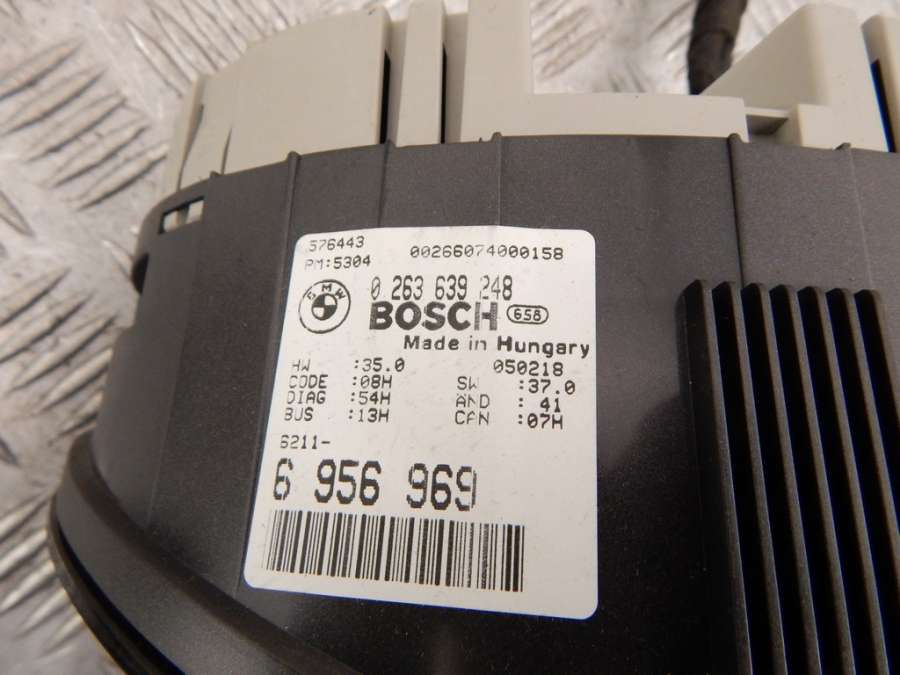 576443
PM:5304 00266074000158
BMW 0 263 639 248
BOSCH 658
Made in Hungary
HW :35.0 050218
CODE :08H SW :37.0
DIAG :54H AND : 41
BUS :13H CAN :07H
6211-
6 956 969